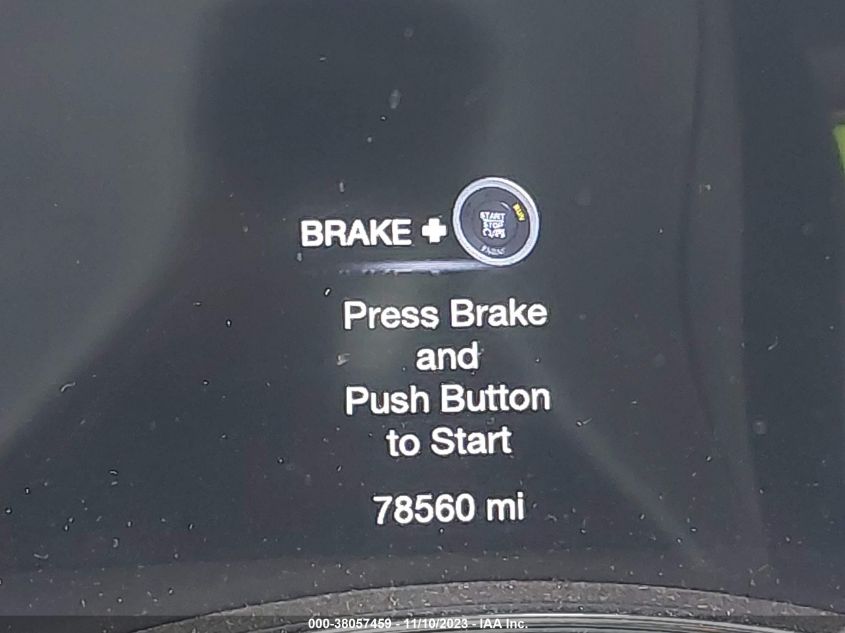 BRAKE +
START
STOP
RUN
Press Brake
and
Push Button
to Start
78560 mi
000-38057459 - 11/10/2023 - IAA Inc.